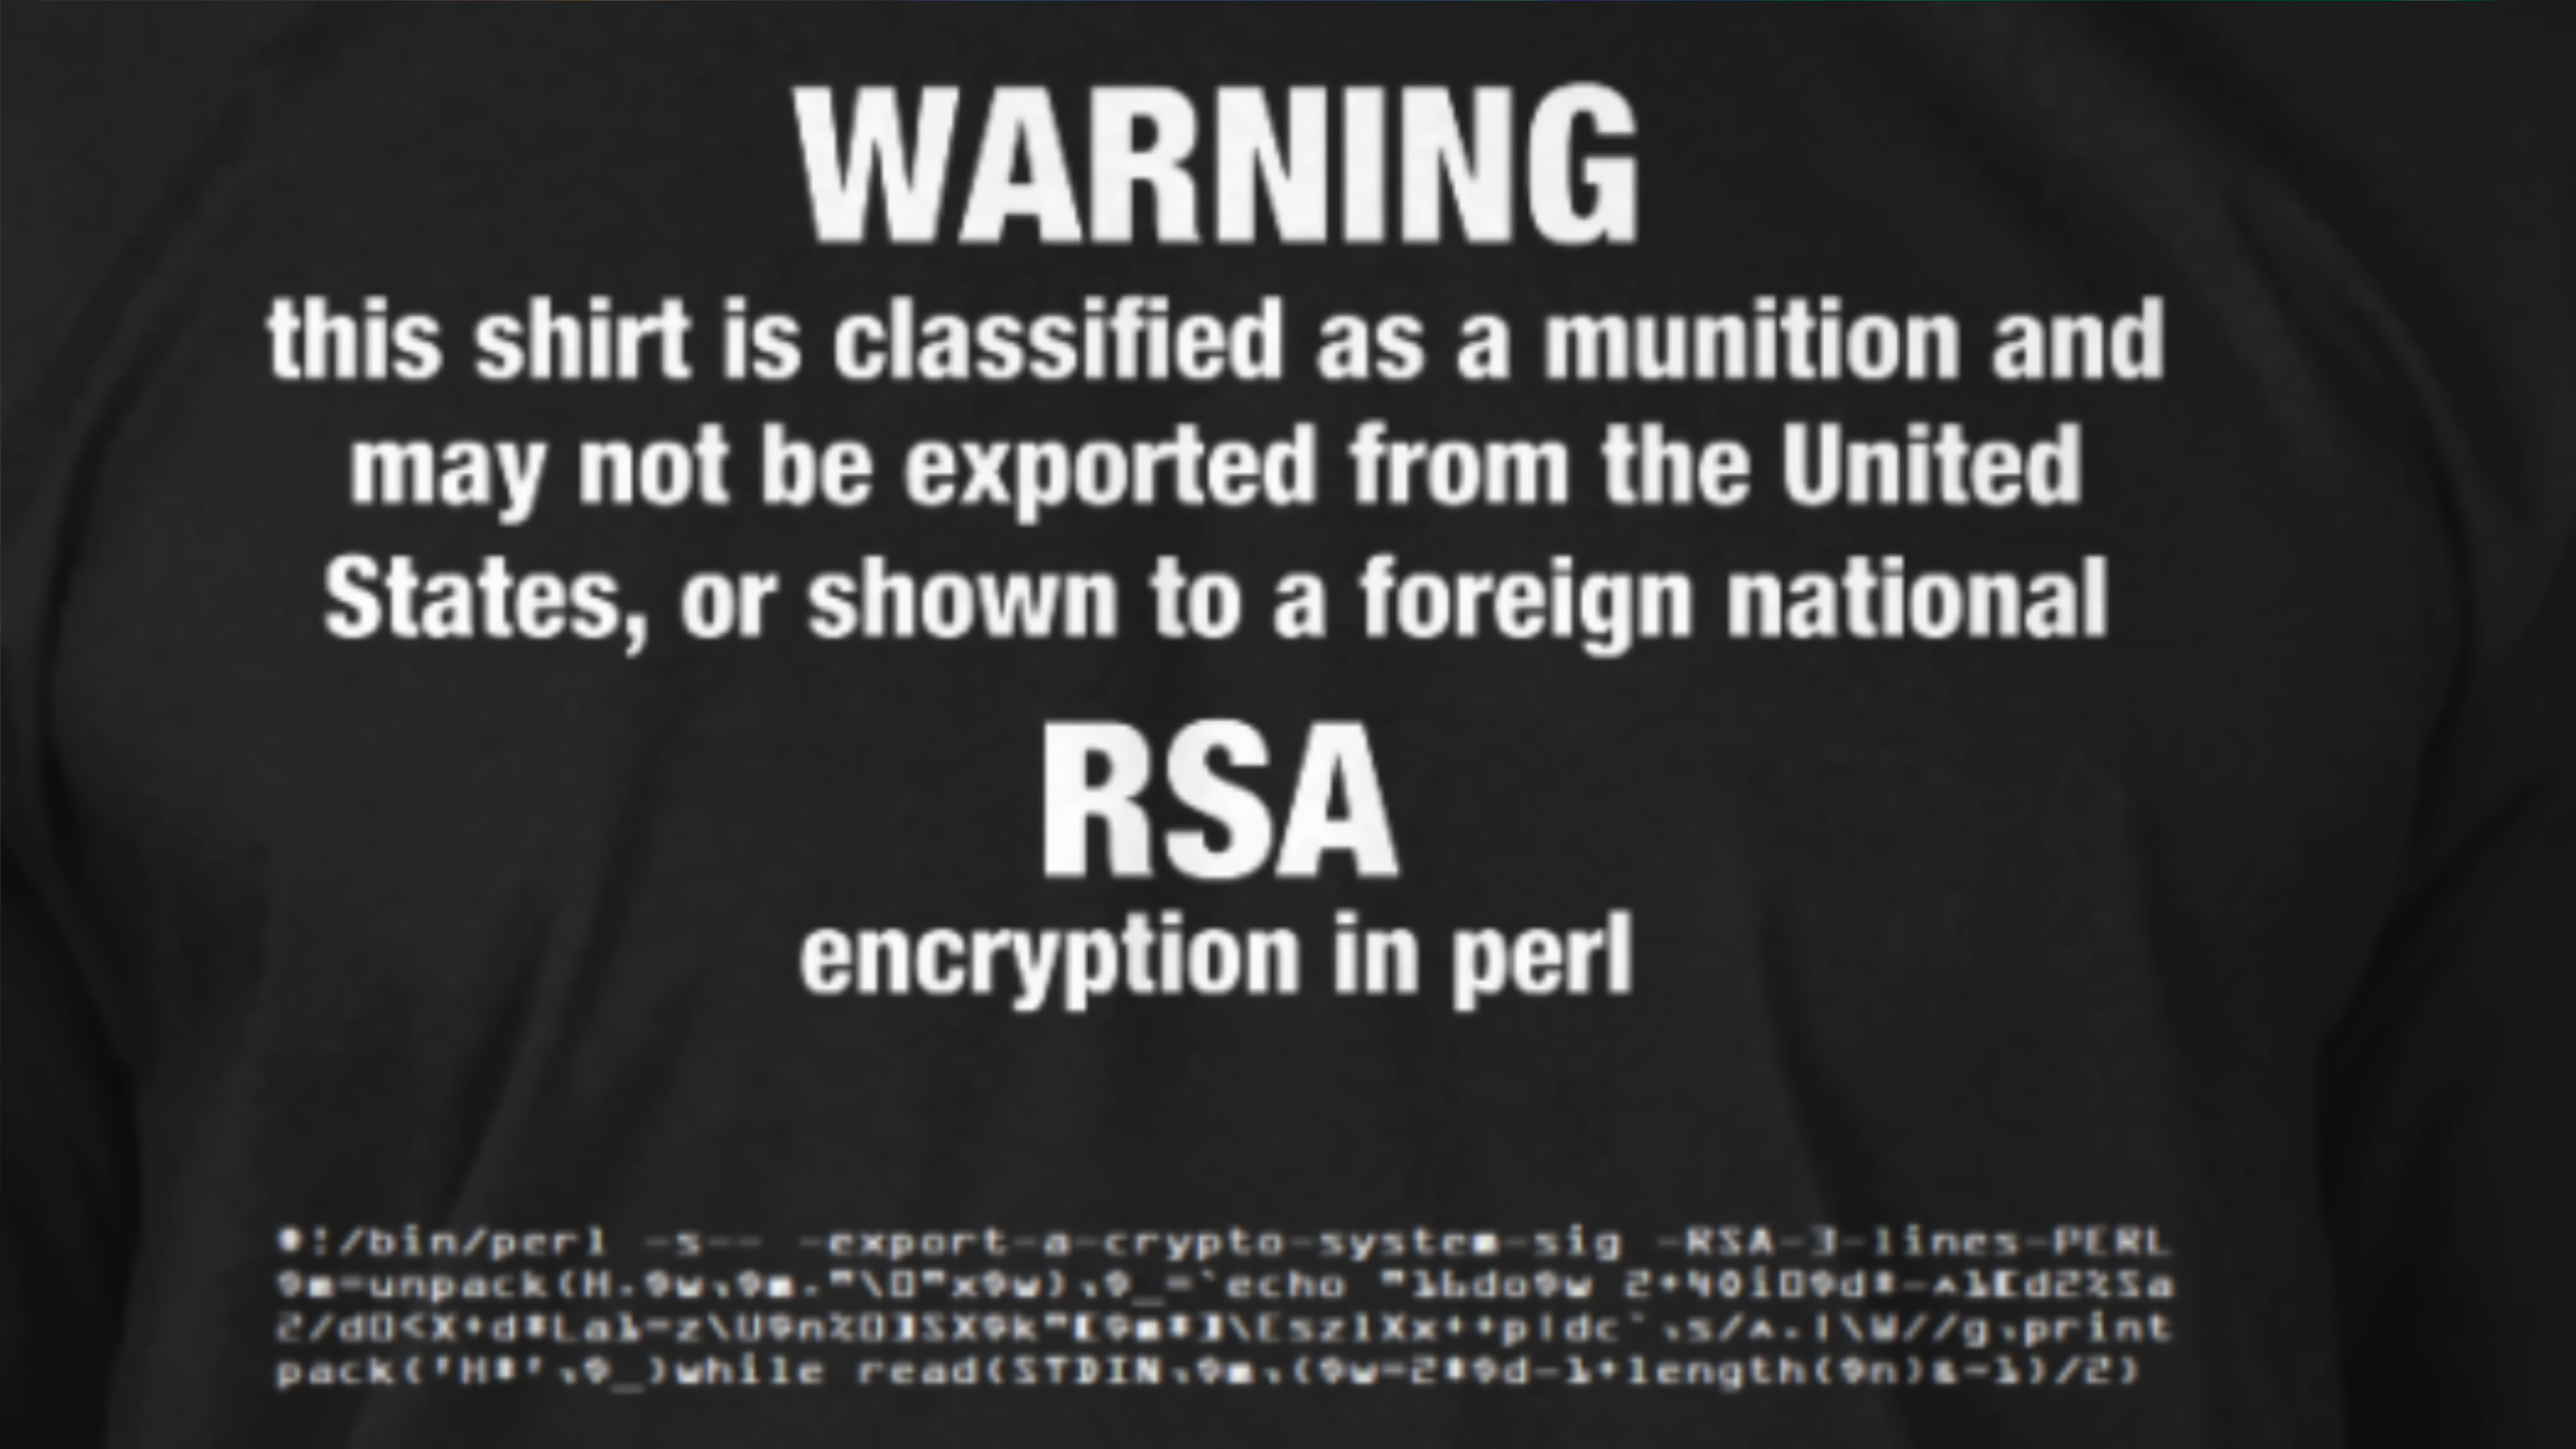 WARNING
this shirt is classified as a munition and
may not be exported from the United
States, or shown to a foreign national
RSA
encryption in perl
#!/bin/perl -s-- -export-a-crypto-system-sig -RSA-3-lines-PERL
$m=unpack(H.$w,$m."\0"x$w),$_=`echo "16do$w 2+4Oi0$d*-^1[d2%Sa
2/d0<X+d*La1=z\U$n%0]SX$k"[$m*]\EszlXx++p|dc`,s/^.|\W//g,print
pack('H*',$_)while read(STDIN,$m,($w=2*$d-1+length($n)&~1)/2)